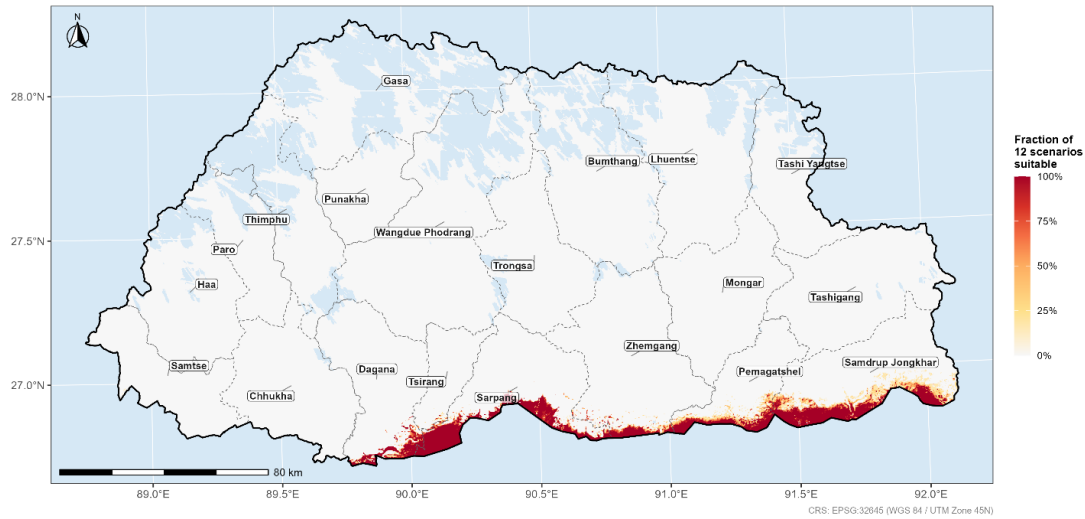 N
28.0°N
27.5°N
27.0°N
Gasa
Bumthang
Lhuentse
Tashi Yangtse
Punakha
Thimphu
Wangdue Phodrang
Paro
Trongsa
Haa
Mongar
Tashigang
Zhemgang
Samtse
Dagana
Pemagatshel
Samdrup Jongkhar
Tsirang
Chhukha
Sarpang
80 km
89.0°E
89.5°E
90.0°E
90.5°E
91.0°E
91.5°E
92.0°E
Fraction of
12 scenarios
suitable
100%
75%
50%
25%
0%
CRS: EPSG:32645 (WGS 84 / UTM Zone 45N)